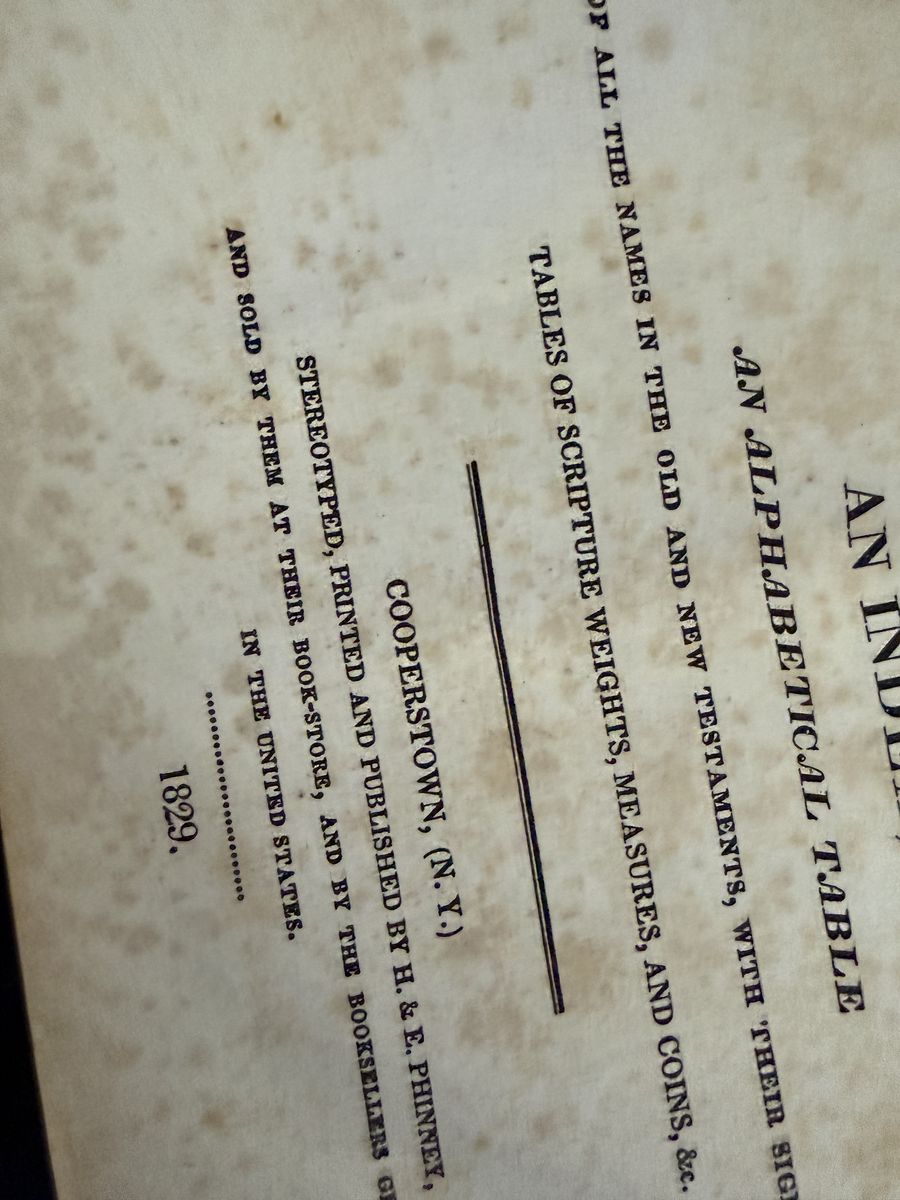 AN INDEX,
AN ALPHABETICAL TABLE
OF ALL THE NAMES IN THE OLD AND NEW TESTAMENTS, WITH THEIR
TABLES OF SCRIPTURE WEIGHTS, MEASURES, AND COINS, &c.
COOPERSTOWN, (N. Y.)
STEREOTYPED, PRINTED AND PUBLISHED BY H. & E. PHINNEY,
AND SOLD BY THEM AT THEIR BOOK-STORE, AND BY THE BOOKSELLERS
IN THE UNITED STATES.
1829.